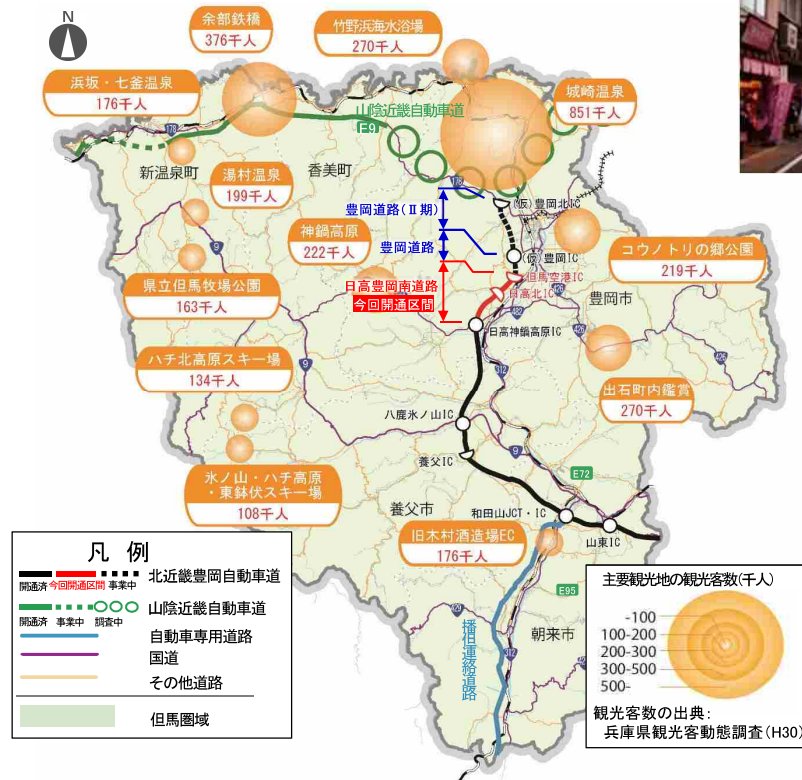 N
余部鉄橋
376千人
竹野浜海水浴場
270千人
浜坂・七釜温泉
176千人
城崎温泉
851千人
山陰近畿自動車道
E9
178
新温泉町
香美町
湯村温泉
199千人
178
豊岡道路(Ⅱ期)
(仮)豊岡北IC
神鍋高原
222千人
豊岡道路
(仮)豊岡IC
コウノトリの郷公園
219千人
9
県立但馬牧場公園
163千人
日高豊岡南道路
今回開通区間
但馬空港IC
日高北IC
426
豊岡市
482
日高神鍋高原IC
426
426
ハチ北高原スキー場
134千人
9
312
出石町内鑑賞
270千人
八鹿氷ノ山IC
9
養父IC
E72
氷ノ山・ハチ高原
・東鉢伏スキー場
108千人
養父市
和田山JCT・IC
山東IC
旧木村酒造場EC
176千人
E95
429
播但連絡道路
312
朝来市
凡 例
北近畿豊岡自動車道
開通済 今回開通区間 事業中
山陰近畿自動車道
開通済 事業中 調査中
自動車専用道路
国道
その他道路
但馬圏域
主要観光地の観光客数(千人)
-100
100-200
200-300
300-500
500-
観光客数の出典:
兵庫県観光客動態調査(H30)